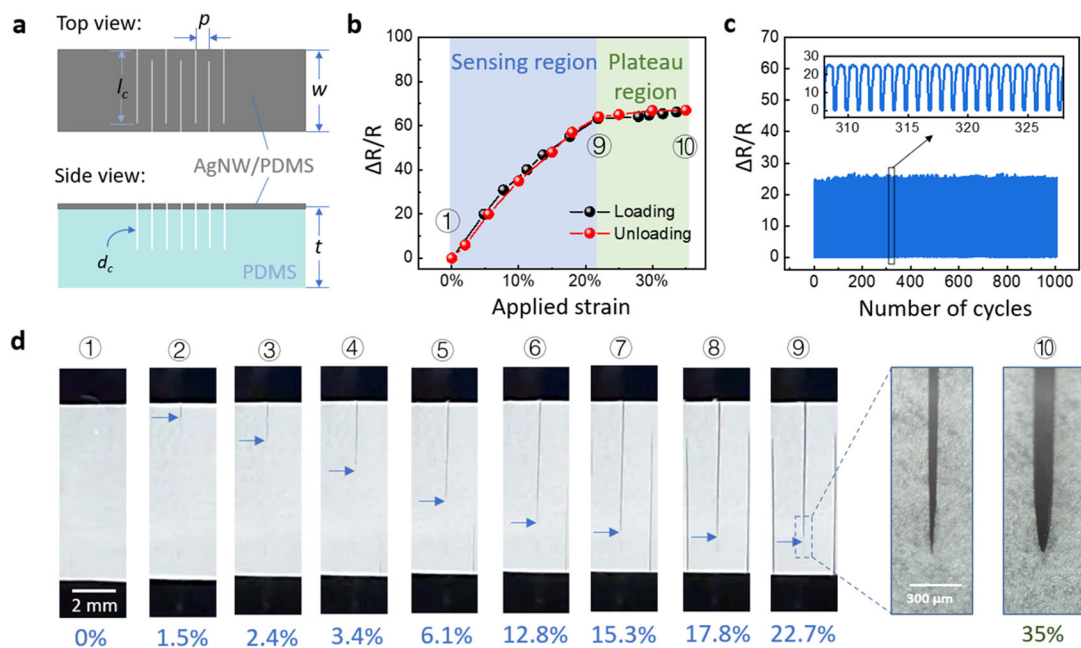 a
Top view:
p
l_c
w
AgNW/PDMS
Side view:
d_c
t
PDMS
b
100
80
60
40
20
0
ΔR/R
Sensing region
Plateau
region
①
⑨
⑩
Loading
Unloading
0%
10%
20%
30%
Applied strain
c
70
60
50
40
30
20
10
0
ΔR/R
30
20
10
0
310
315
320
325
0
200
400
600
800
1000
Number of cycles
d
① ② ③ ④ ⑤ ⑥ ⑦ ⑧ ⑨ ⑩
2 mm
300 μm
0% 1.5% 2.4% 3.4% 6.1% 12.8% 15.3% 17.8% 22.7% 35%